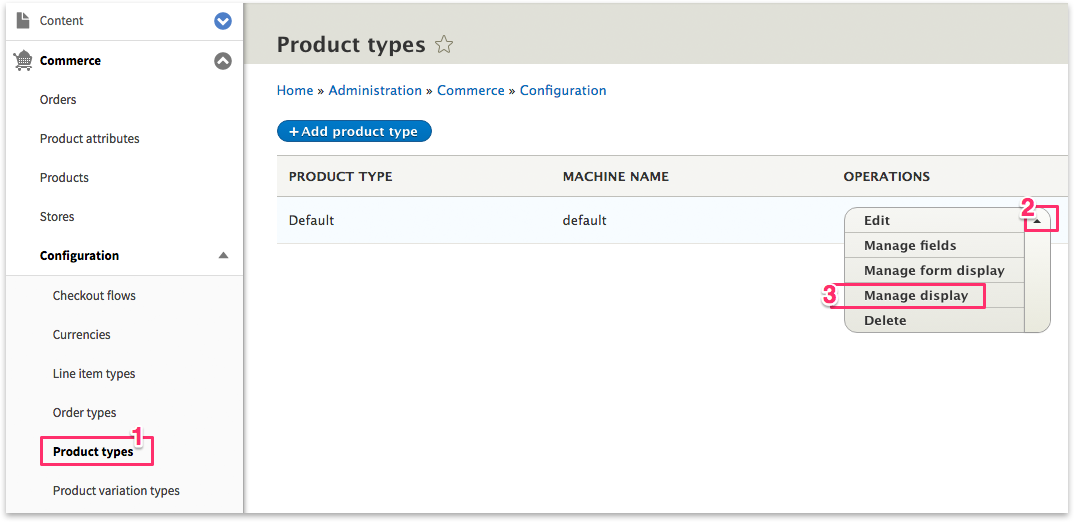 Content
Commerce
Orders
Product attributes
Products
Stores
Configuration
Checkout flows
Currencies
Line item types
Order types
1
Product types
Product variation types
Product types
Home » Administration » Commerce » Configuration
+Add product type
PRODUCT TYPE MACHINE NAME OPERATIONS
Default default Edit
2
Manage fields
Manage form display
3 Manage display
Delete